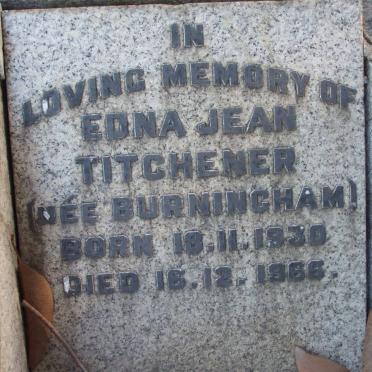 IN
LOVING MEMORY OF
EDNA JEAN
TITCHENER
(NÉE BURNINGHAM)
BORN 18.11.1930
DIED 16.12.1966.